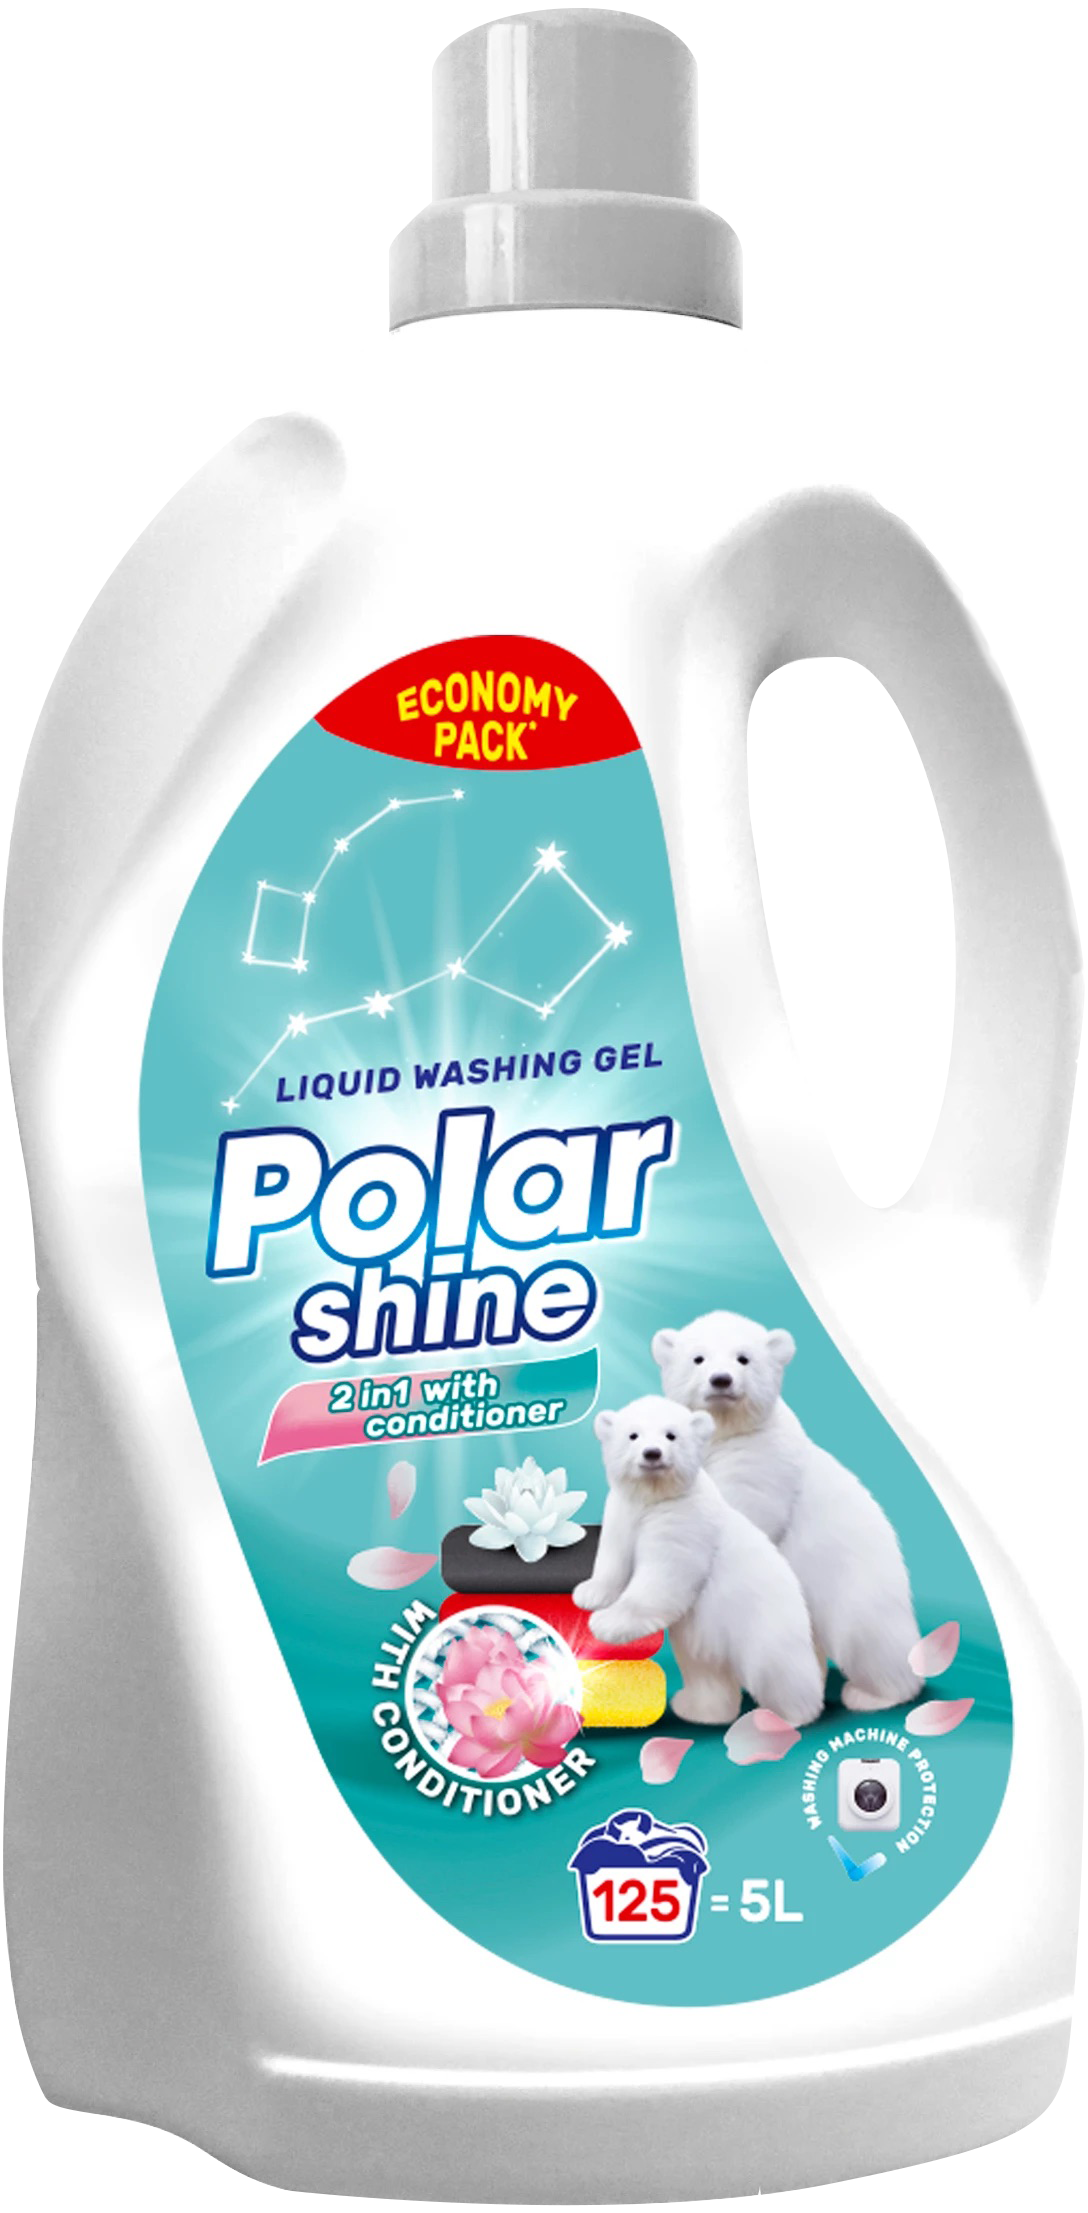 ECONOMY
PACK*
LIQUID WASHING GEL
Polar
shine
2 in1 with
conditioner
WITH CONDITIONER
WASHING MACHINE PROTECTION
125 = 5L